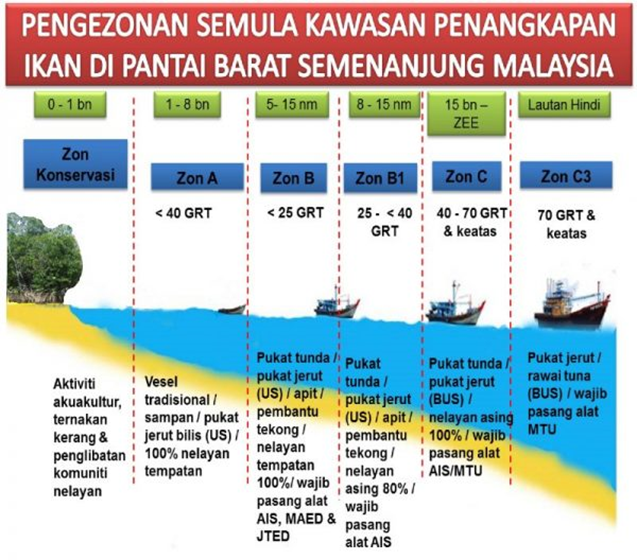 PENGEZONAN SEMULA KAWASAN PENANGKAPAN
IKAN DI PANTAI BARAT SEMENANJUNG MALAYSIA
0 - 1 bn
1 - 8 bn
5- 15 nm
8 - 15nm
15 bn –
ZEE
Lautan Hindi
Zon
Konservasi
Zon A
Zon B
Zon B1
Zon C
Zon C3
< 40 GRT
< 25 GRT
25 - < 40
GRT
40 - 70 GRT
& keatas
70 GRT &
keatas
Aktiviti
akuakultur,
ternakan
kerang &
penglibatan
komuniti
nelayan
Vesel
tradisional /
sampan / pukat
jerut bilis (US) /
100% nelayan
tempatan
Pukat tunda /
pukat jerut
(US) / apit /
pembantu
tekong /
nelayan
tempatan
100%/ wajib
pasang alat
AIS, MAED &
JTED
Pukat
tunda /
pukat jerut
(US) / apit /
pembantu
tekong /
nelayan
asing 80% /
wajib
pasang
alat AIS
Pukat tunda /
pukat jerut
(BUS) /
nelayan asing
100% / wajib
pasang alat
AIS/MTU
Pukat jerut /
rawai tuna
(BUS) / wajib
pasang alat
MTU